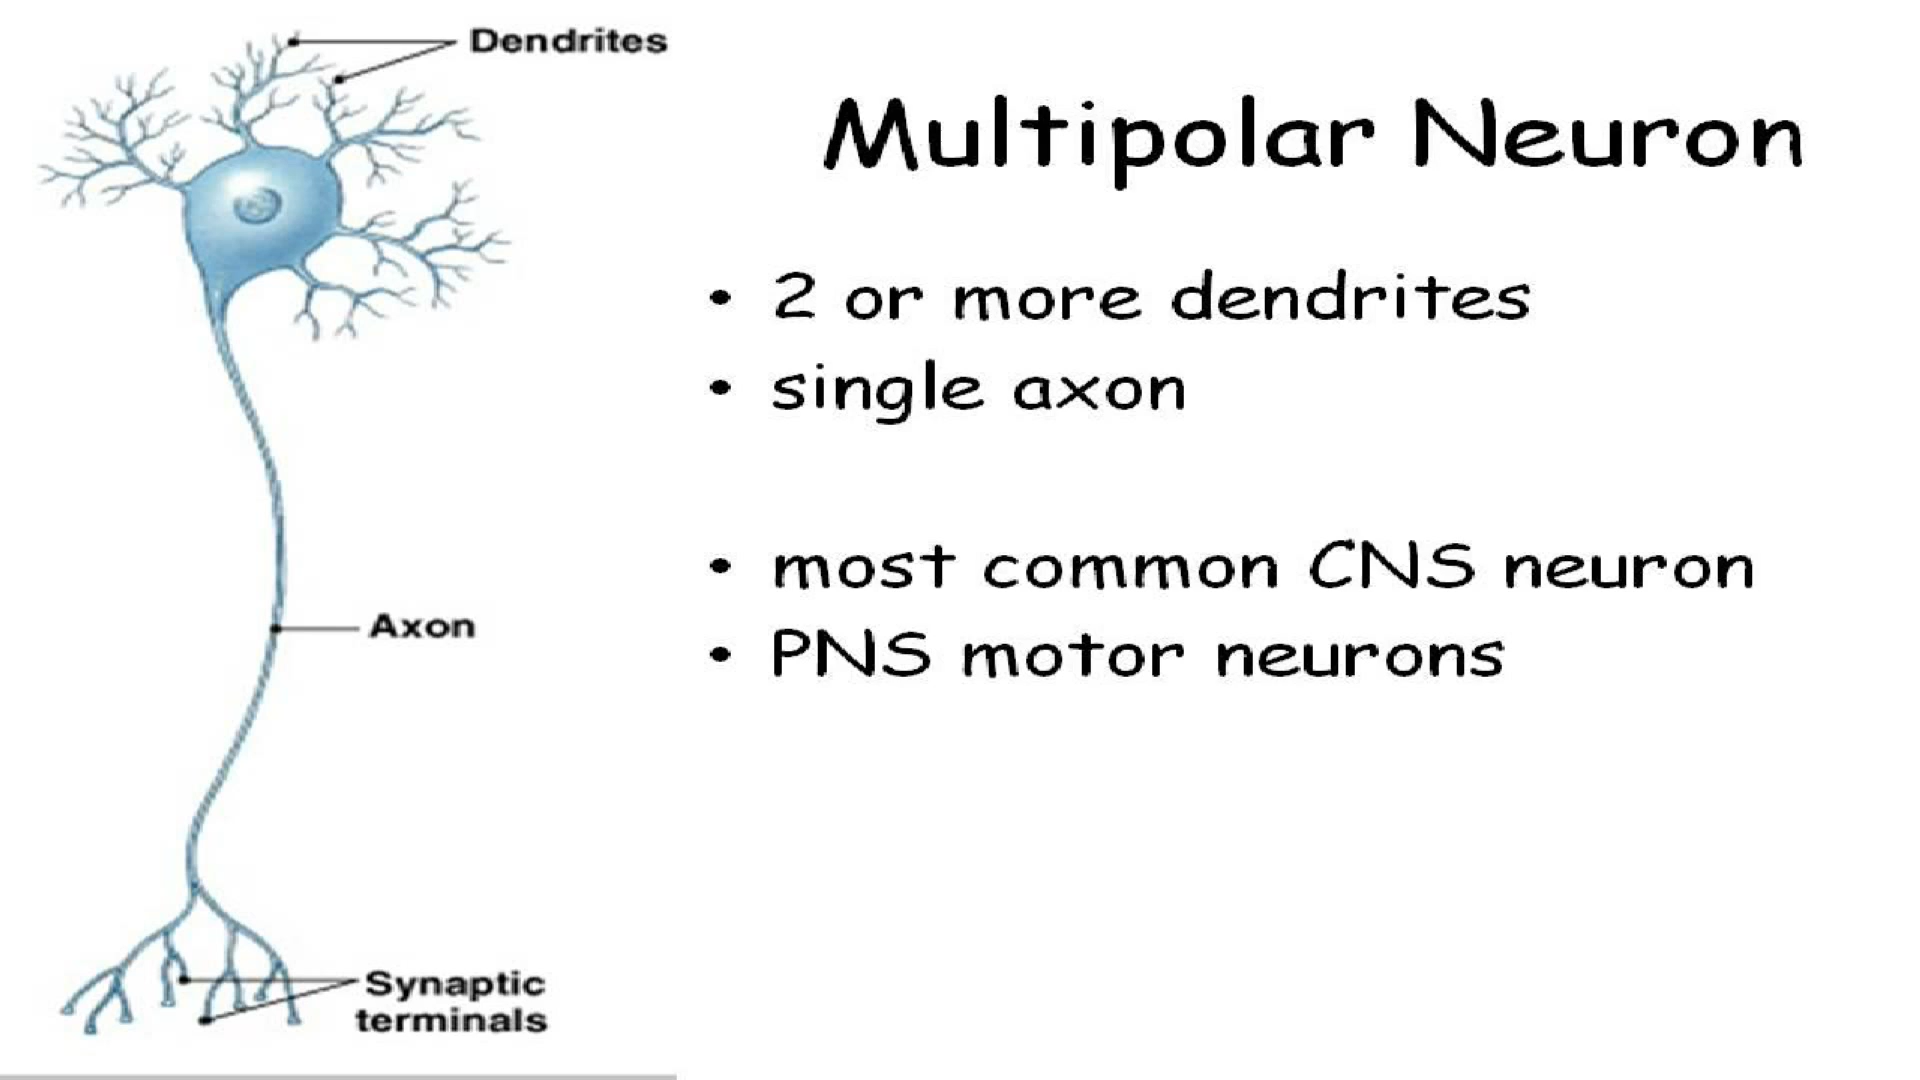 Dendrites
Multipolar Neuron
• 2 or more dendrites
• single axon
• most common CNS neuron
• PNS motor neurons
Axon
Synaptic
terminals